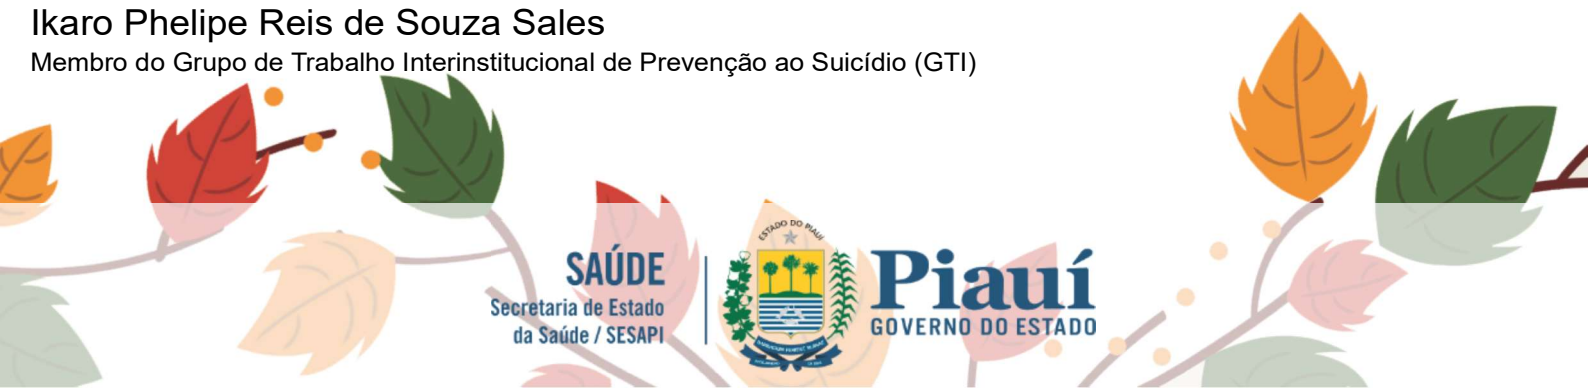 Ikaro Phelipe Reis de Souza Sales
Membro do Grupo de Trabalho Interinstitucional de Prevenção ao Suicídio (GTI)
ESTADO DO PIAUÍ
SAÚDE
Secretaria de Estado
da Saúde / SESAPI
Piauí
GOVERNO DO ESTADO